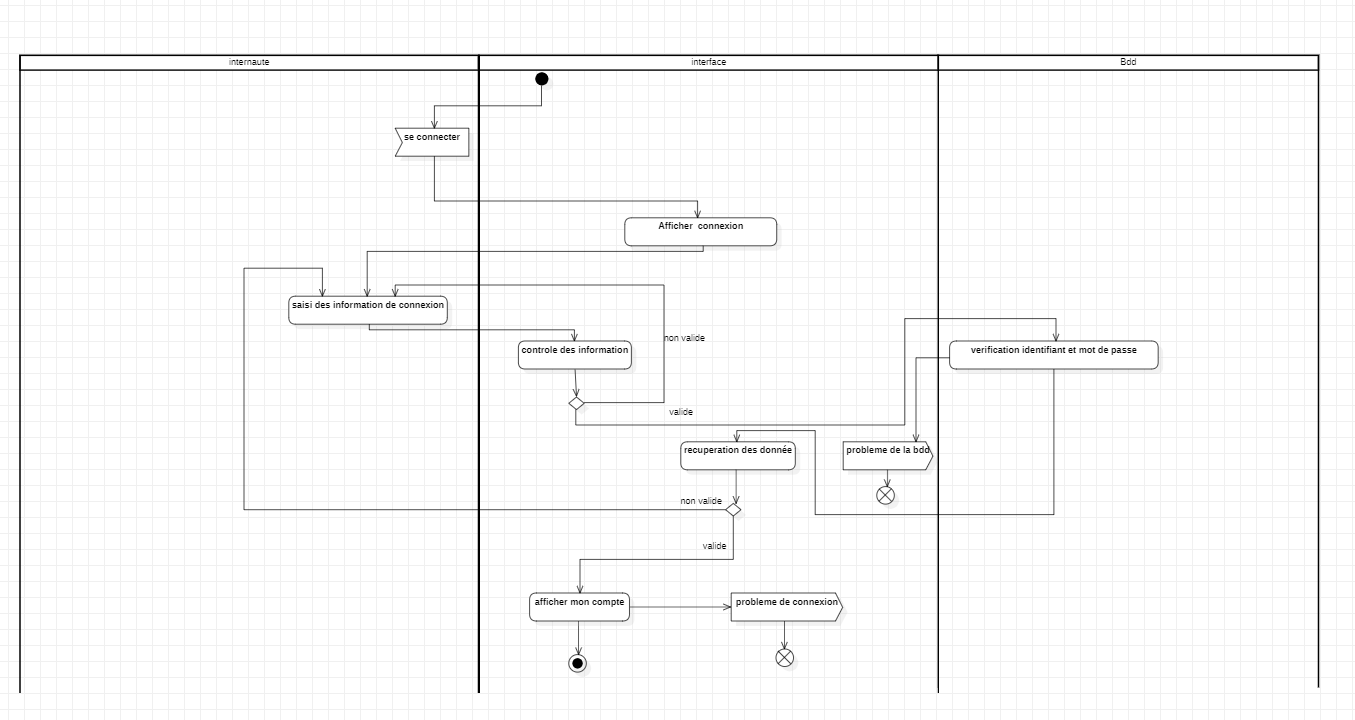 internaute
interface
Bdd
se connecter
Afficher  connexion
saisi des information de connexion
non valide
controle des information
verification identifiant et mot de passe
valide
recuperation des donnée
probleme de la bdd
non valide
valide
afficher mon compte
probleme de connexion